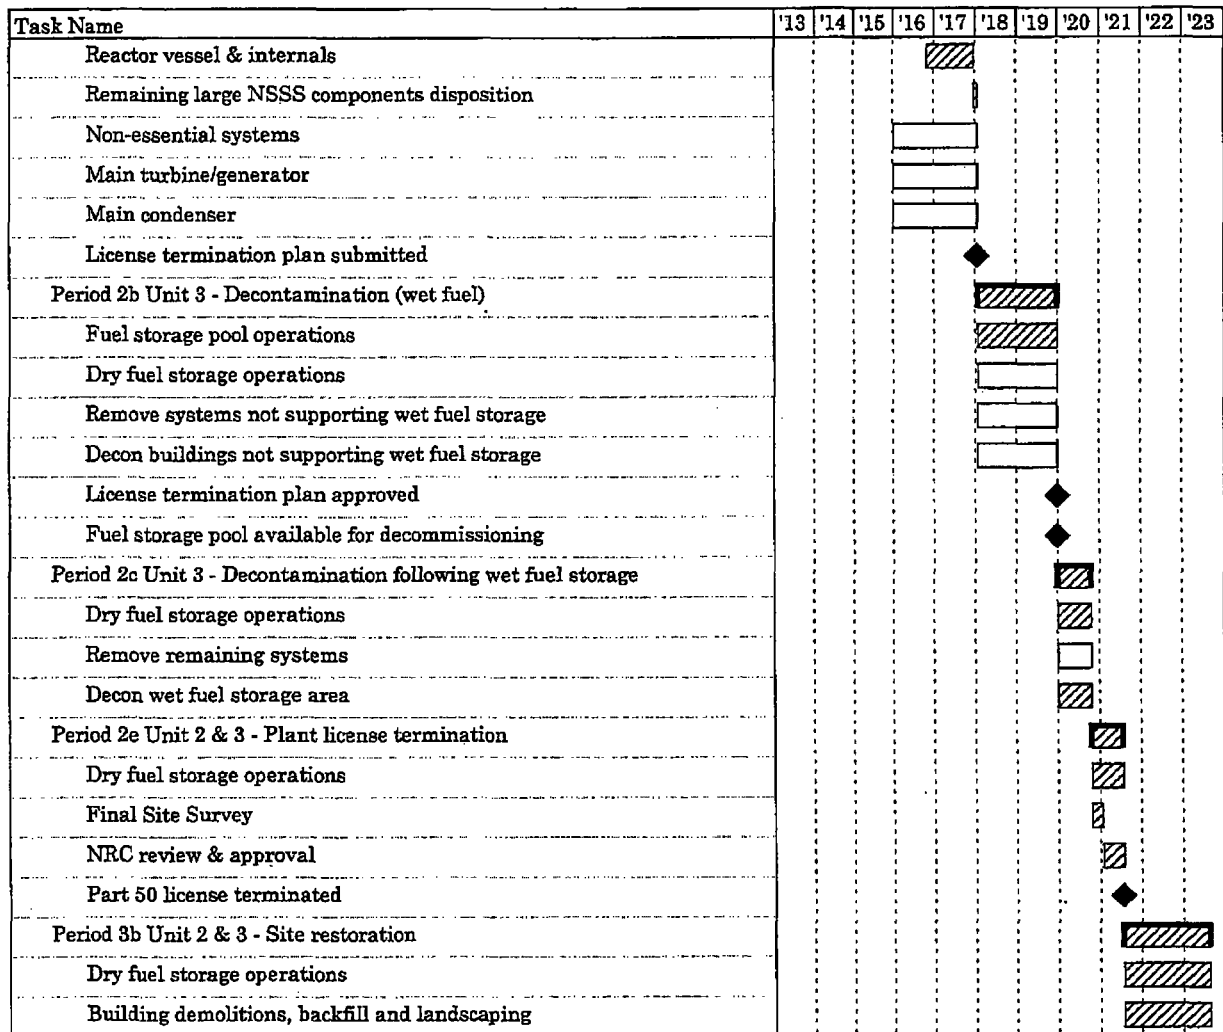 Task Name '13 '14 '15 '16 '17 '18 '19 '20 '21 '22 '23
Reactor vessel & internals
Remaining large NSSS components disposition
Non-essential systems
Main turbine/generator
Main condenser
License termination plan submitted
Period 2b Unit 3 - Decontamination (wet fuel)
Fuel storage pool operations
Dry fuel storage operations
Remove systems not supporting wet fuel storage
Decon buildings not supporting wet fuel storage
License termination plan approved
Fuel storage pool available for decommissioning
Period 2c Unit 3 - Decontamination following wet fuel storage
Dry fuel storage operations
Remove remaining systems
Decon wet fuel storage area
Period 2e Unit 2 & 3 - Plant license termination
Dry fuel storage operations
Final Site Survey
NRC review & approval
Part 50 license terminated
Period 3b Unit 2 & 3 - Site restoration
Dry fuel storage operations
Building demolitions, backfill and landscaping